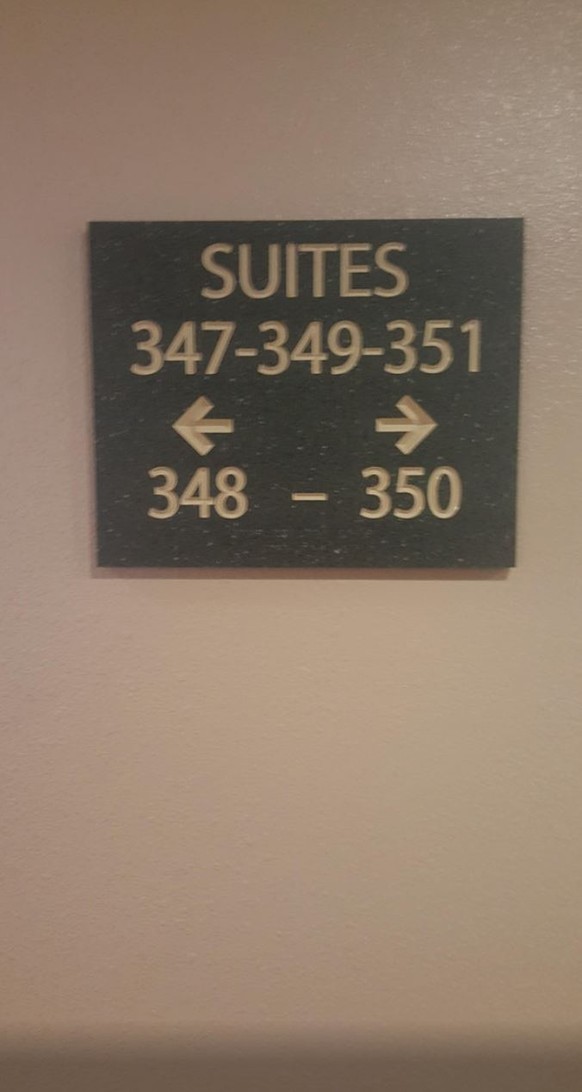 SUITES
347-349-351
← →
348 – 350